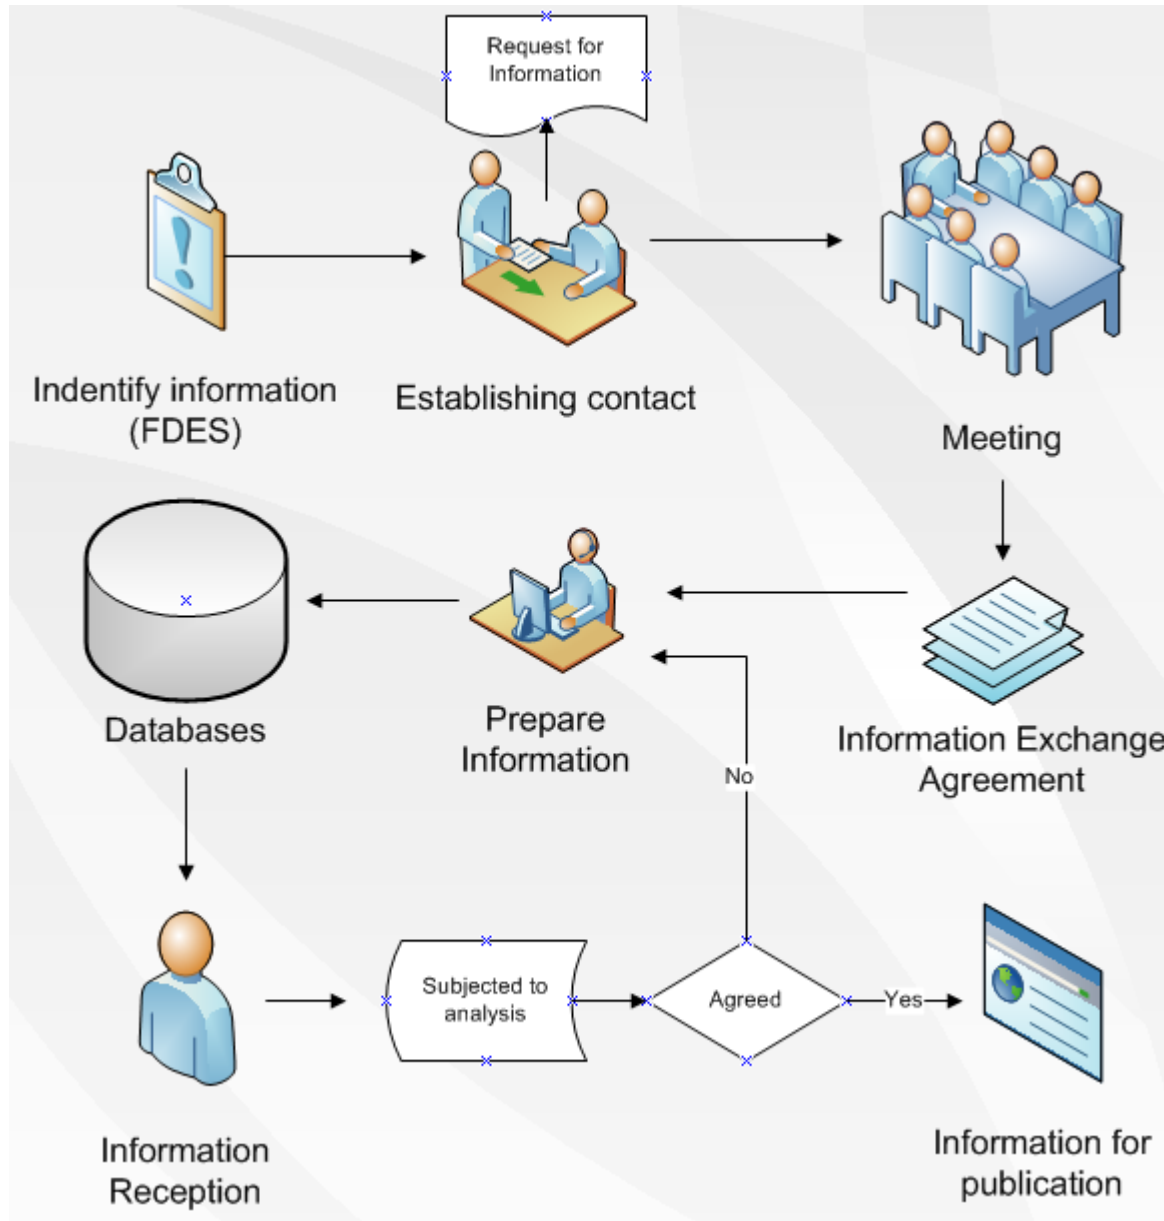 Request for
Information
Indentify information
(FDES)
Establishing contact
Meeting
Databases
Prepare
Information
Information Exchange
Agreement
No
Subjected to
analysis
Agreed
Yes
Information
Reception
Information for
publication